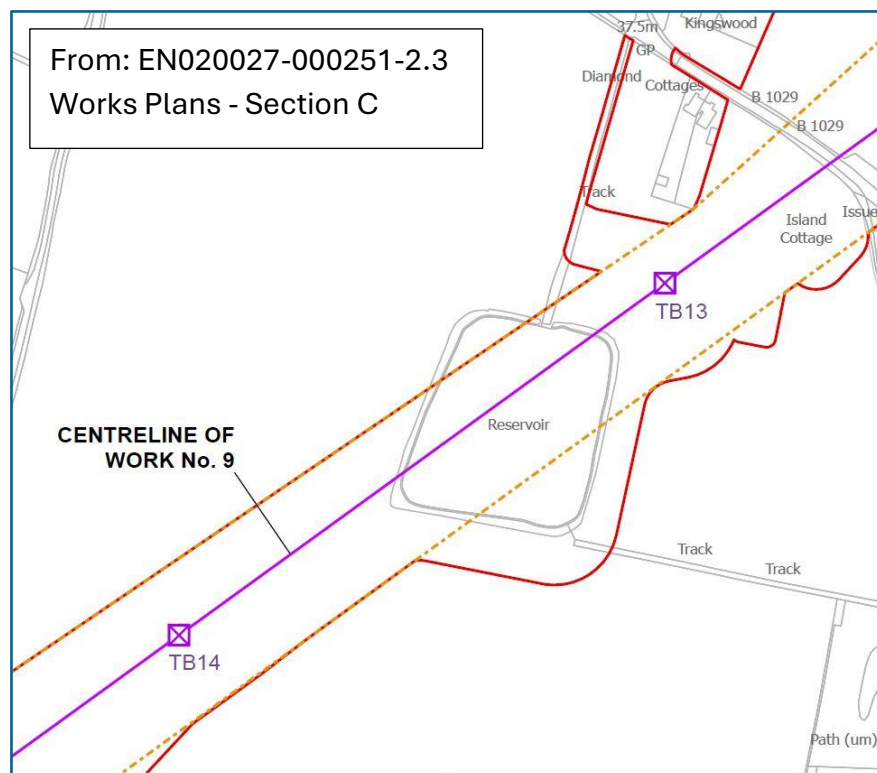 From: EN020027-000251-2.3
Works Plans - Section C
37.5m
Kingswood
GP
Diamond
Cottages
B 1029
B 1029
Track
Island
Cottage
Issue
TB13
Reservoir
CENTRELINE OF
WORK No. 9
Track
Track
TB14
Path (um)